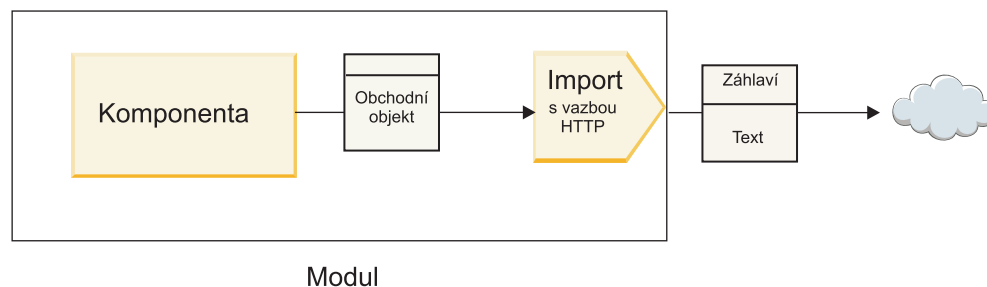 Komponenta
Obchodní
objekt
Import
s vazbou
HTTP
Záhlaví
Text
Modul